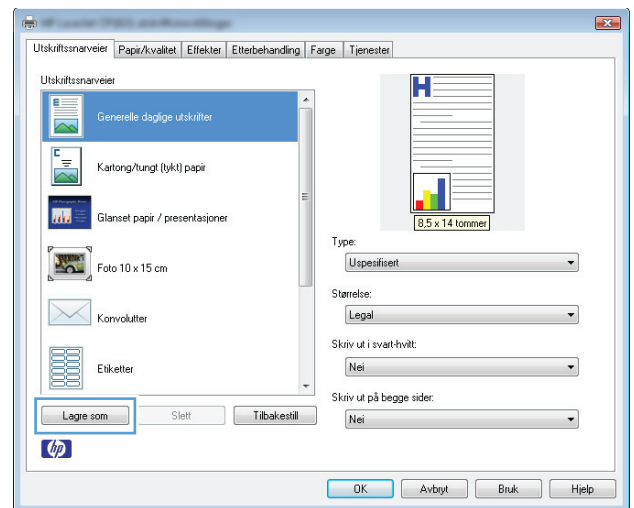 Utskriftssnarveier
Papir/kvalitet
Effekter
Etterbehandling
Farge
Tjenester
Utskriftssnarveier
Generelle daglige utskrifter
Kartong/tungt (tykt) papir
Glanset papir / presentasjoner
Foto 10 x 15 cm
Konvolutter
Etiketter
Lagre som
Slett
Tilbakestill
H
8,5 x 14 tommer
Type:
Uspesifisert
Størrelse:
Legal
Skriv ut i svart-hvitt:
Nei
Skriv ut på begge sider:
Nei
hp
OK
Avbryt
Bruk
Hjelp